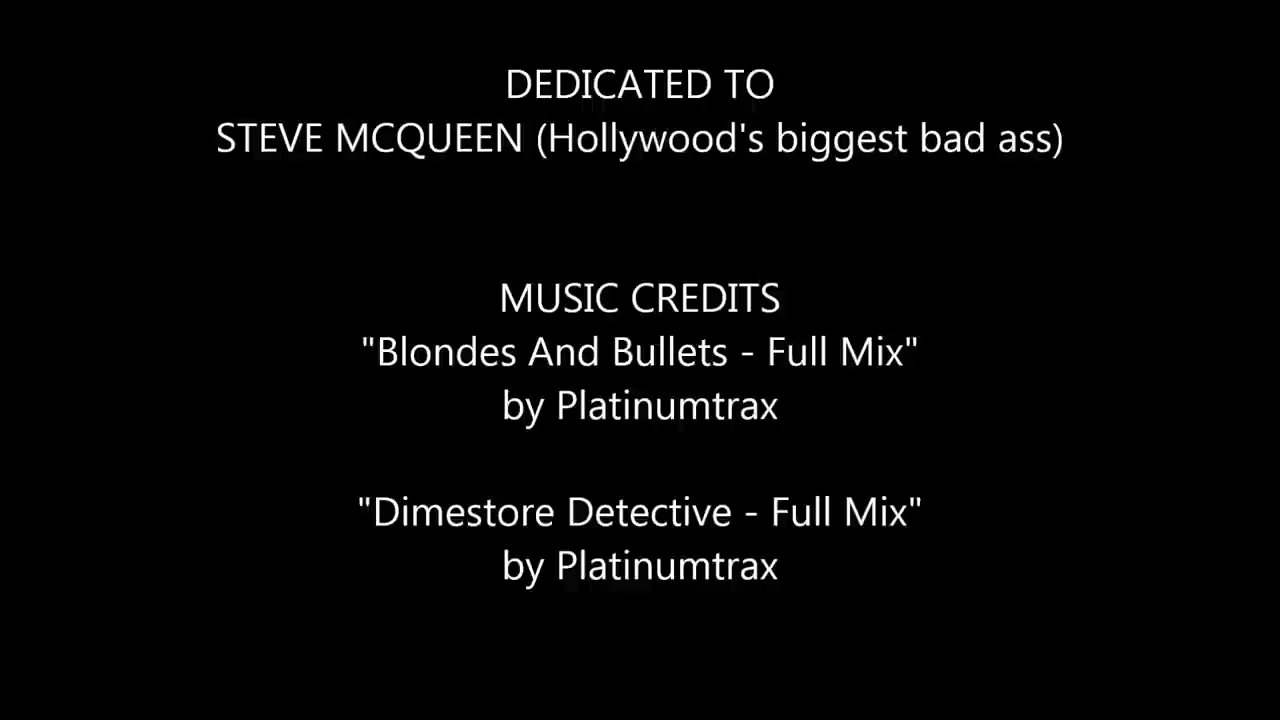 DEDICATED TO
STEVE MCQUEEN (Hollywood's biggest bad ass)
MUSIC CREDITS
"Blondes And Bullets - Full Mix"
by Platinumtrax
"Dimestore Detective - Full Mix"
by Platinumtrax